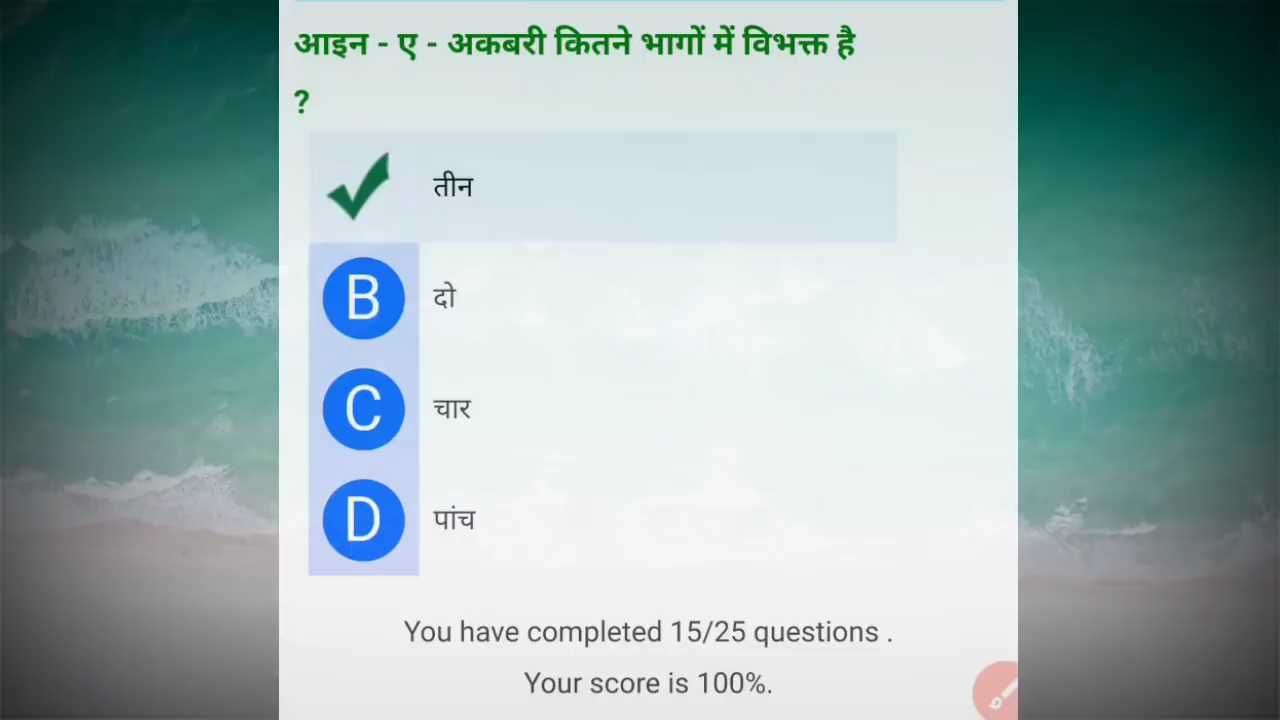 आइन - ए - अकबरी कितने भागों में विभक्त है
?
तीन
B दो
C चार
D पांच
You have completed 15/25 questions .
Your score is 100%.